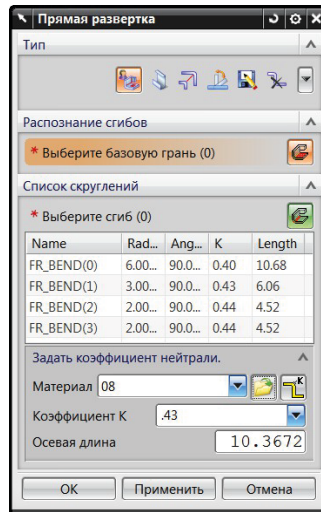 Прямая развертка
Тип
Распознание сгибов
* Выберите базовую грань (0)
Список скруглений
* Выберите сгиб (0)
Name Rad... Ang... K Length
FR_BEND(0) 6.00... 90.0... 0.40 10.68
FR_BEND(1) 3.00... 90.0... 0.43 6.06
FR_BEND(2) 2.00... 90.0... 0.44 4.52
FR_BEND(3) 2.00... 90.0... 0.44 4.52
Задать коэффициент нейтрали.
Материал 08
Коэффициент К .43
Осевая длина 10.3672
ОК Применить Отмена